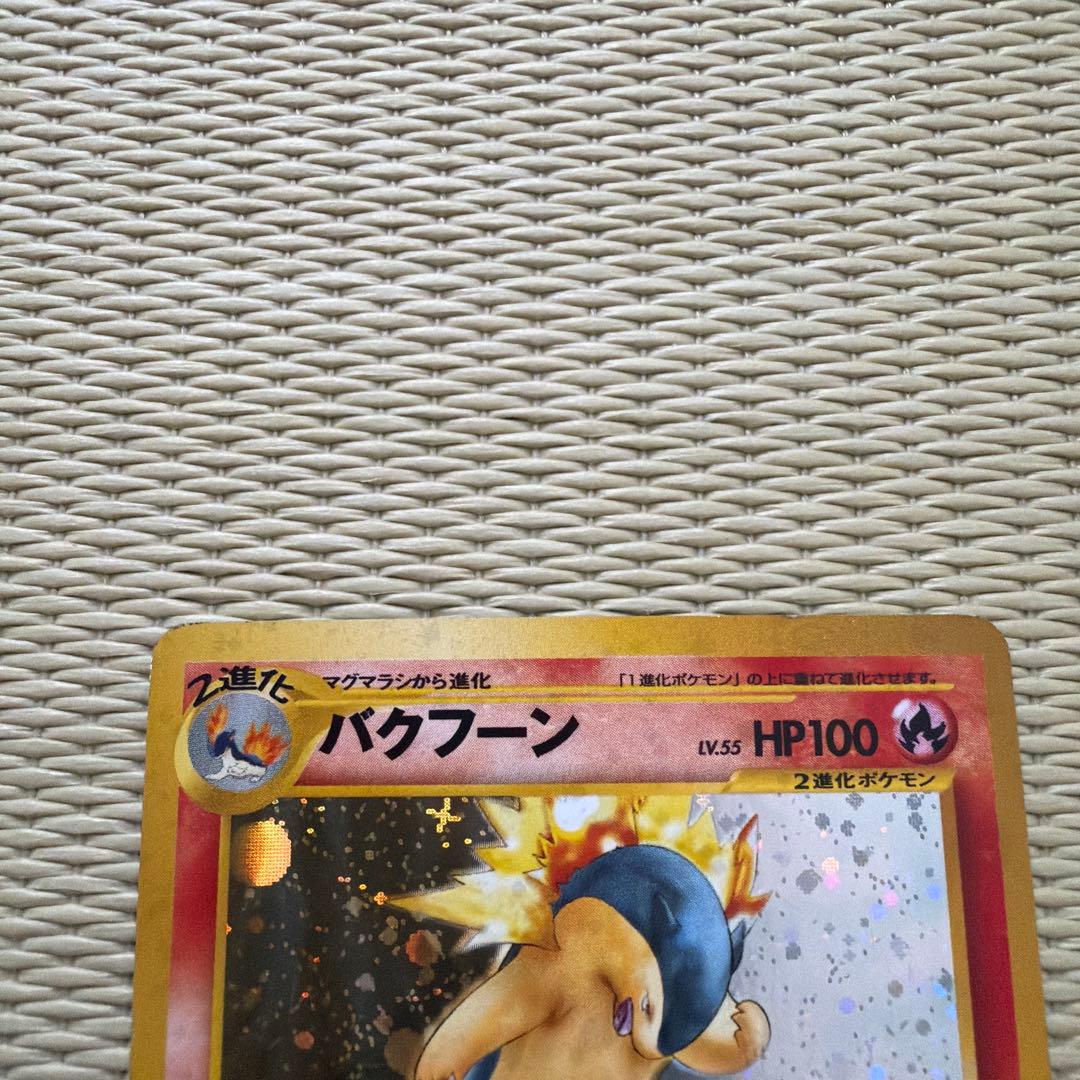 2進化
マグマラシから進化
「1進化ポケモン」の上に重ねて進化させます。
バクフーン
LV.55 HP100
2進化ポケモン